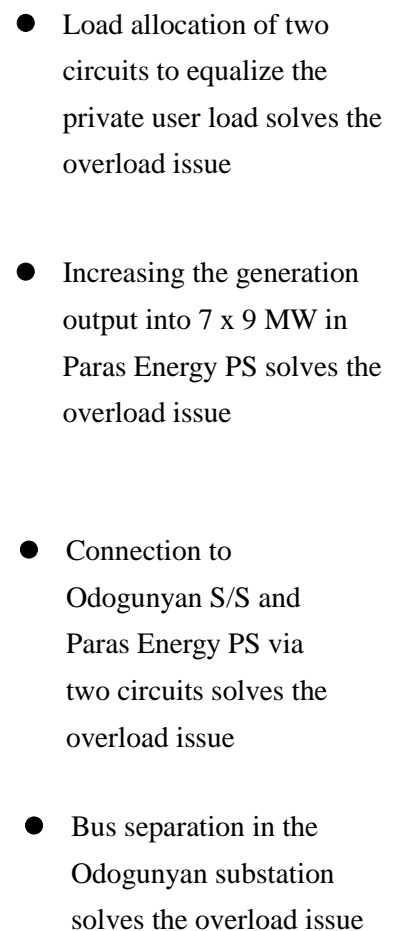 ● Load allocation of two
circuits to equalize the
private user load solves the
overload issue
● Increasing the generation
output into 7 x 9 MW in
Paras Energy PS solves the
overload issue
● Connection to
Odogunyan S/S and
Paras Energy PS via
two circuits solves the
overload issue
● Bus separation in the
Odogunyan substation
solves the overload issue